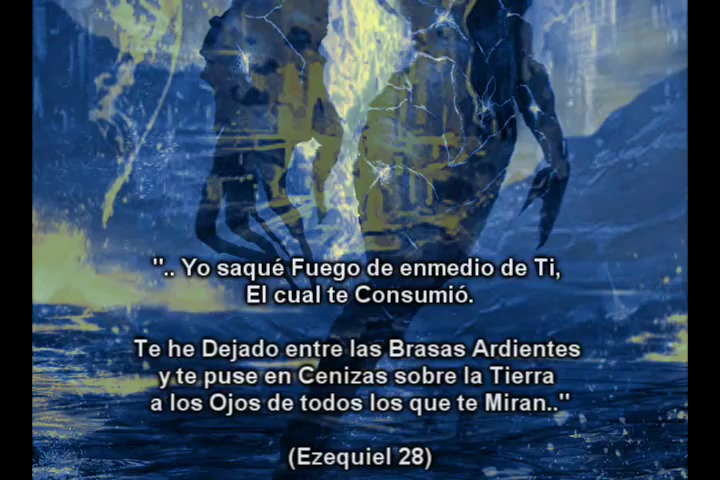 ".. Yo saqué Fuego de enmedio de Ti,
El cual te Consumió.
Te he Dejado entre las Brasas Ardientes
y te puse en Cenizas sobre la Tierra
a los Ojos de todos los que te Miran.."
(Ezequiel 28)